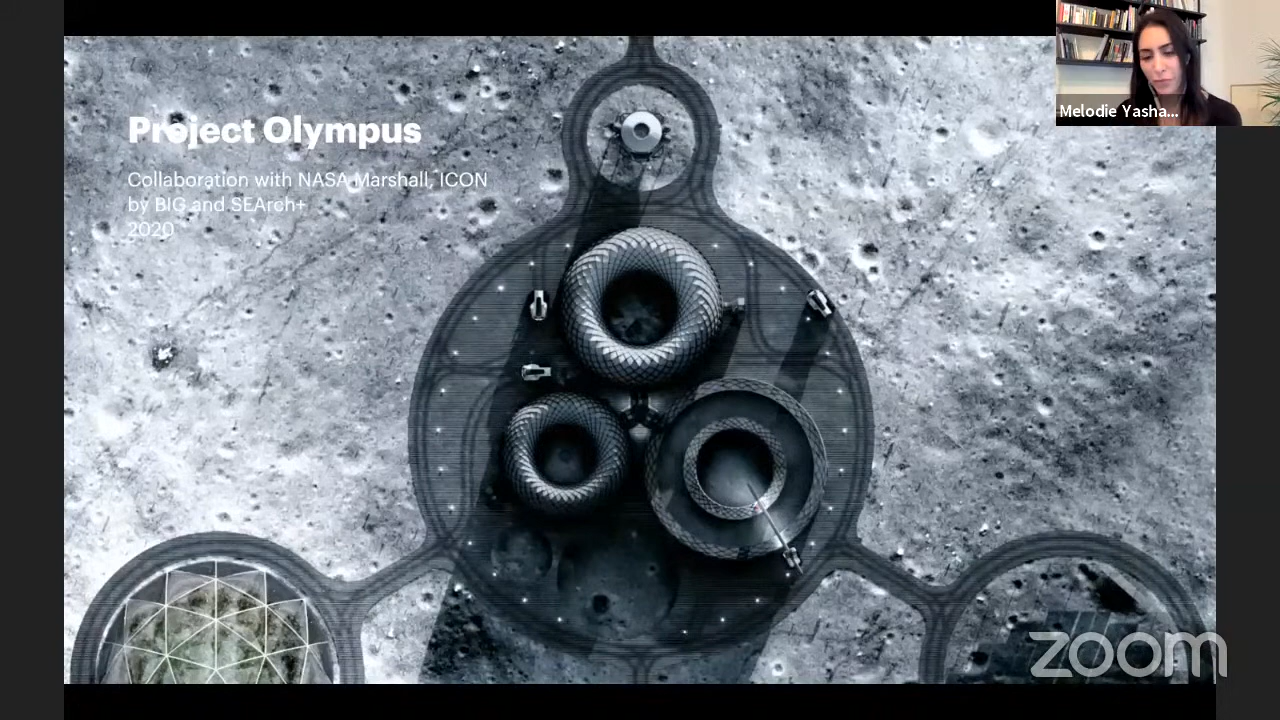 Project Olympus
Collaboration with NASA Marshall, ICON
by BIG and SEArch+
2020
Melodie Yasha...
zoom